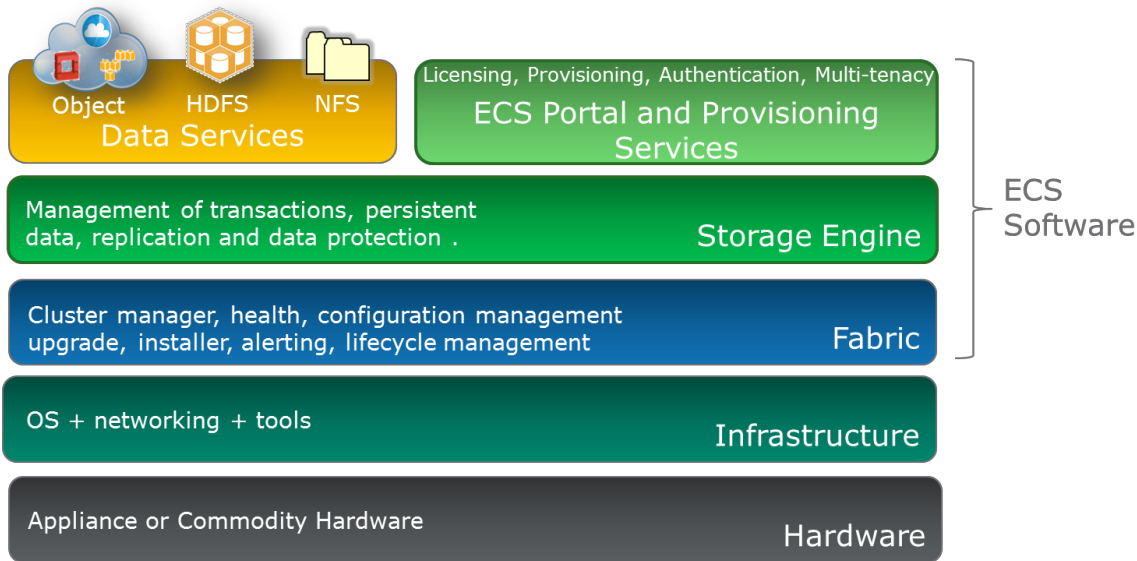 Object
HDFS
NFS
Data Services
Licensing, Provisioning, Authentication, Multi-tenacy
ECS Portal and Provisioning
Services
Management of transactions, persistent
data, replication and data protection .
Storage Engine
Cluster manager, health, configuration management
upgrade, installer, alerting, lifecycle management
Fabric
ECS
Software
OS + networking + tools
Infrastructure
Appliance or Commodity Hardware
Hardware